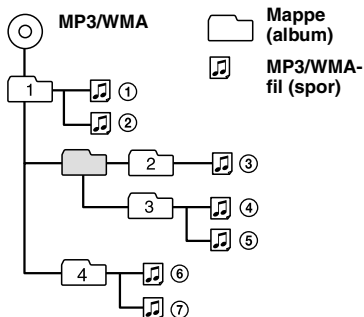 MP3/WMA
Mappe
(album)
MP3/WMA-
fil (spor)
1
①
②
2
③
3
④
⑤
4
⑥
⑦